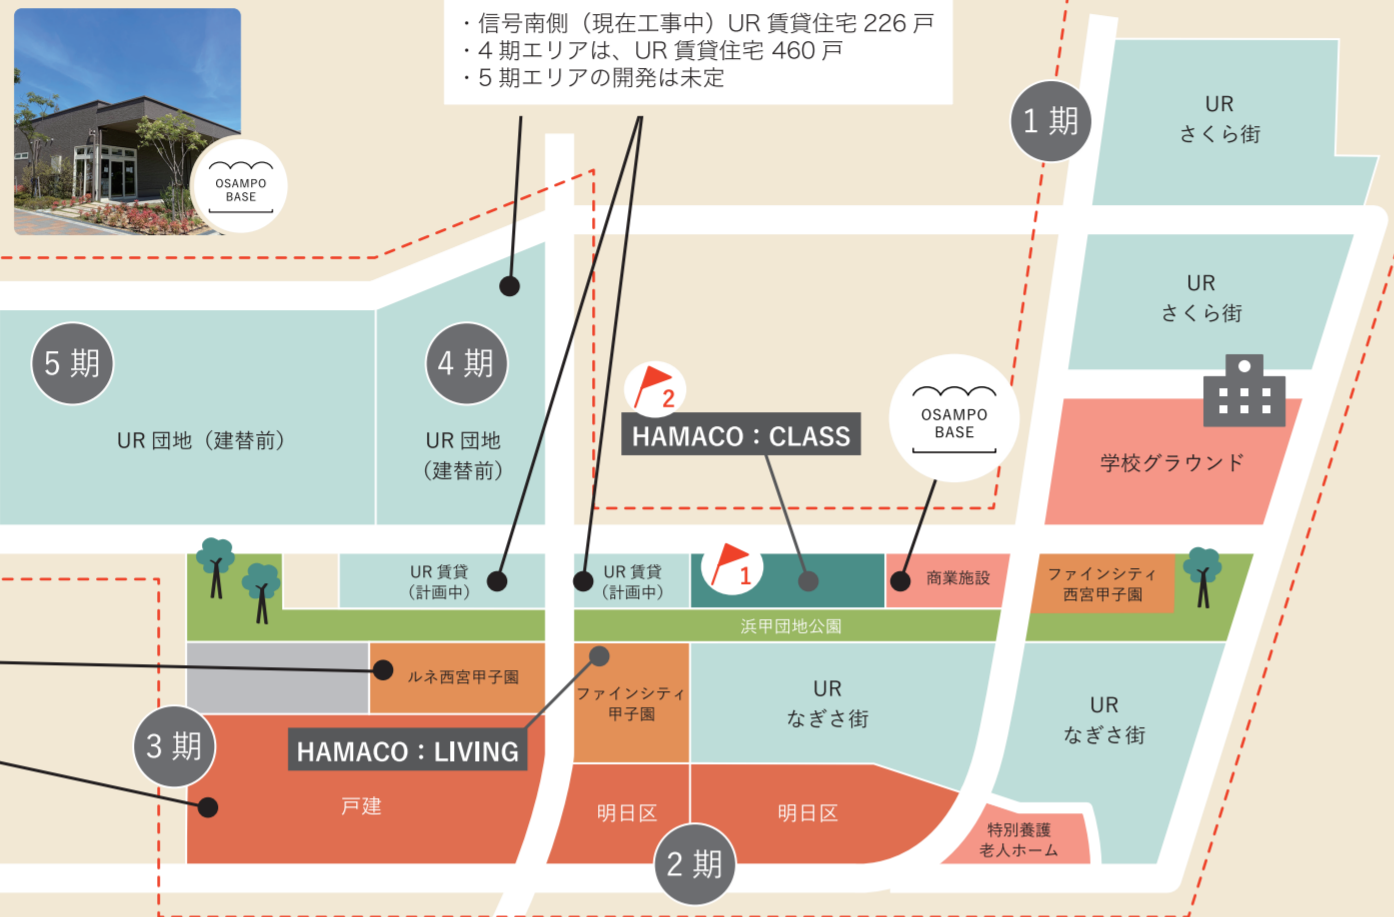 ・信号南側（現在工事中）UR 賃貸住宅 226 戸
・4 期エリアは、UR 賃貸住宅 460 戸
・5 期エリアの開発は未定
OSAMPO
BASE
1 期
UR
さくら街
UR
さくら街
5 期
4 期
UR 団地（建替前）
UR 団地
（建替前）
2
HAMACO：CLASS
OSAMPO
BASE
学校グラウンド
UR 賃貸
（計画中）
UR 賃貸
（計画中）
1
商業施設
ファインシティ
西宮甲子園
浜甲団地公園
ルネ西宮甲子園
ファインシティ
甲子園
UR
なぎさ街
UR
なぎさ街
3 期
HAMACO：LIVING
戸建
明日区
明日区
2 期
特別養護
老人ホーム